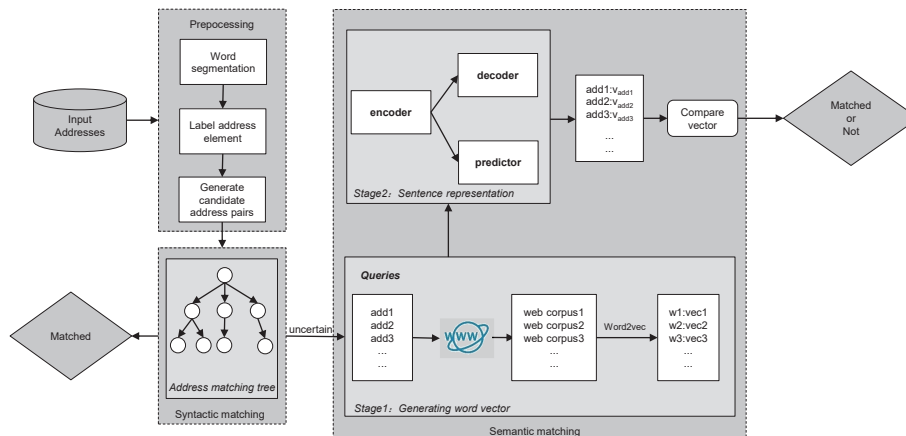 Prepocessing
Word
segmentation
Label address
element
Generate
candidate
address pairs
Input
Addresses
Matched
Address matching tree
Syntactic matching
uncertain
encoder
decoder
predictor
Stage2：Sentence representation
add1:vadd1
add2:vadd2
add3:vadd3
...
...
Compare
vector
Matched
or
Not
Queries
add1
add2
add3
...
...
WWW
web corpus1
web corpus2
web corpus3
...
...
Word2vec
w1:vec1
w2:vec2
w3:vec3
...
...
Stage1：Generating word vector
Semantic matching